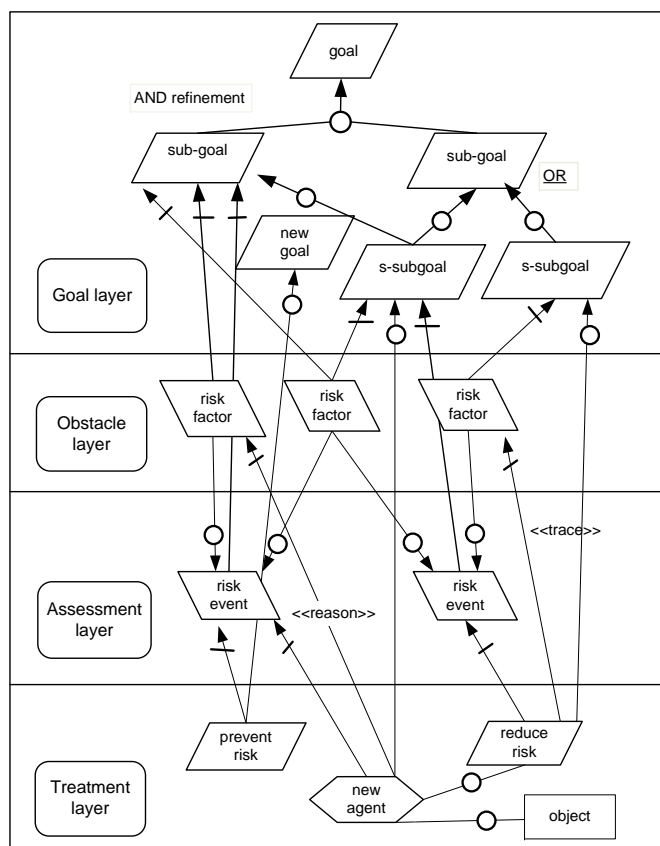 goal
AND refinement
sub-goal
sub-goal
OR
new
goal
s-subgoal
s-subgoal
Goal layer
risk
factor
risk
factor
risk
factor
Obstacle
layer
<<trace>>
risk
event
risk
event
<<reason>>
Assessment
layer
prevent
risk
reduce
risk
new
agent
object
Treatment
layer